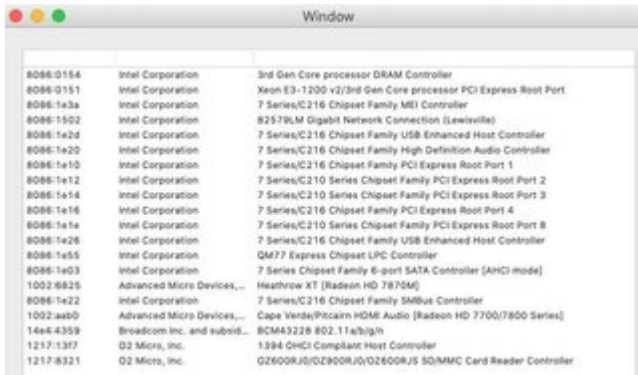 Window
8086:0154 Intel Corporation 3rd Gen Core processor DRAM Controller
8086:0151 Intel Corporation Xeon E3-1200 v2/3rd Gen Core processor PCI Express Root Port
8086:1e3a Intel Corporation 7 Series/C216 Chipset Family MEI Controller
8086:1502 Intel Corporation 82579LM Gigabit Network Connection (Lewisville)
8086:1e2d Intel Corporation 7 Series/C216 Chipset Family USB Enhanced Host Controller
8086:1e20 Intel Corporation 7 Series/C216 Chipset Family High Definition Audio Controller
8086:1e10 Intel Corporation 7 Series/C216 Chipset Family PCI Express Root Port 1
8086:1e12 Intel Corporation 7 Series/C210 Series Chipset Family PCI Express Root Port 2
8086:1e14 Intel Corporation 7 Series/C210 Series Chipset Family PCI Express Root Port 3
8086:1e16 Intel Corporation 7 Series/C216 Chipset Family PCI Express Root Port 4
8086:1e1e Intel Corporation 7 Series/C210 Series Chipset Family PCI Express Root Port 8
8086:1e26 Intel Corporation 7 Series/C216 Chipset Family USB Enhanced Host Controller
8086:1e55 Intel Corporation QM77 Express Chipset LPC Controller
8086:1e03 Intel Corporation 7 Series Chipset Family 6-port SATA Controller [AHCI mode]
1002:6825 Advanced Micro Devices,... Heathrow XT [Radeon HD 7870M]
8086:1e22 Intel Corporation 7 Series/C216 Chipset Family SMBus Controller
1002:aab0 Advanced Micro Devices,... Cape Verde/Pitcairn HDMI Audio [Radeon HD 7700/7800 Series]
14e4:4359 Broadcom Inc. and subsid... BCM43228 802.11a/b/g/n
1217:13f7 O2 Micro, Inc. 1394 OHCI Compliant Host Controller
1217:8321 O2 Micro, Inc. OZ600RJ0/OZ900RJ0/OZ600RJS SD/MMC Card Reader Controller